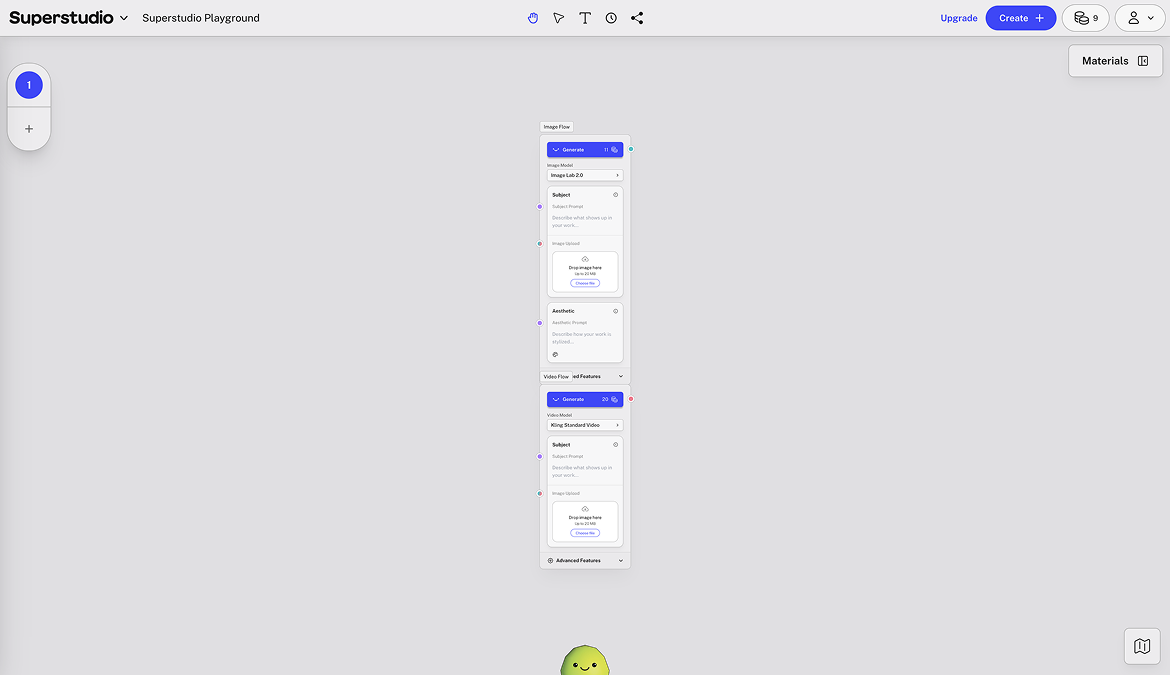 Superstudio
Superstudio Playground
Upgrade
Create
9
Materials
1
Image Flow
Generate
11
Image Model
Image Lab 2.0
Subject
Subject Prompt
Describe what shows up in
your work...
Image Upload
Drop image here
Up to 20 MB
Choose file
Aesthetic
Aesthetic Prompt
Describe how your work is
stylized...
Video Flow
ed Features
Generate
20
Video Model
Kling Standard Video
Subject
Subject Prompt
Describe what shows up in
your work...
Image Upload
Drop image here
Up to 20 MB
Choose file
Advanced Features